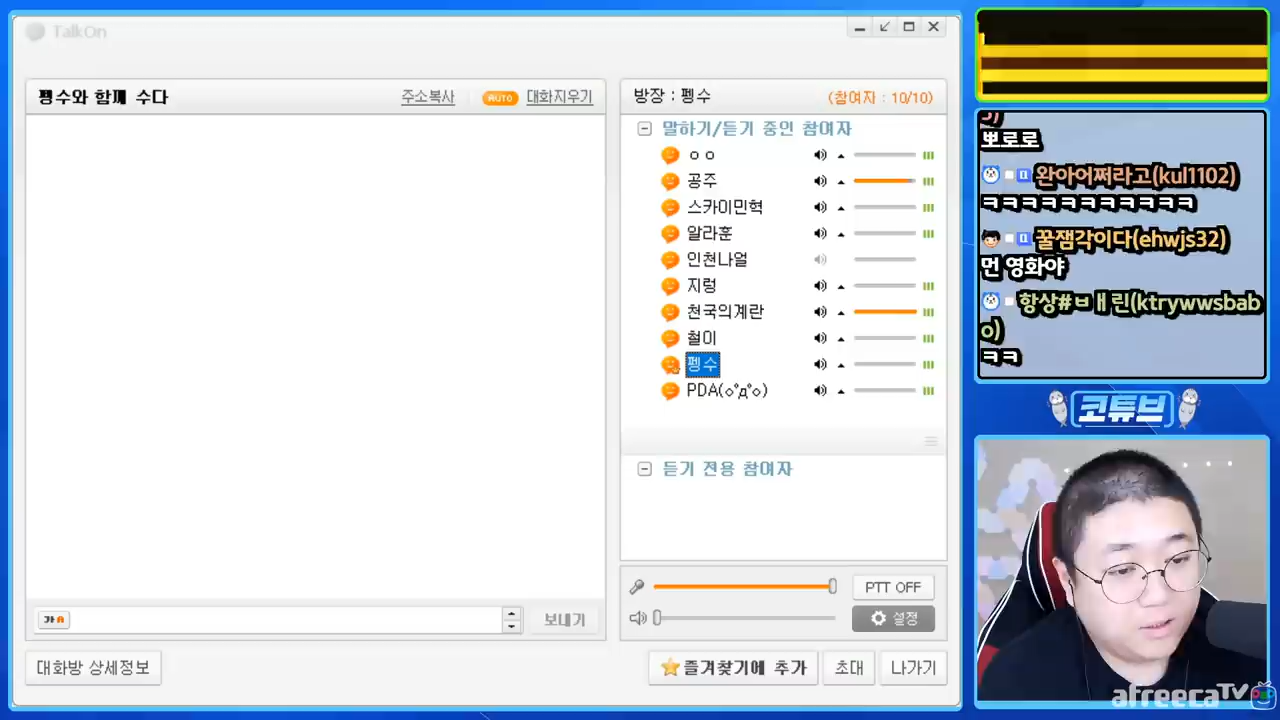 TalkOn
펭수와 함께 수다
주소복사
AUTO
대화지우기
방장 : 펭수
(참여자 : 10/10)
말하기/듣기 중인 참여자
ㅇㅇ
공주
스카이민혁
알라훈
인천나얼
지렁
천국의계란
철이
펭수
PDA(◇ﾟдﾟ◇)
듣기 전용 참여자
PTT OFF
설정
가A
보내기
대화방 상세정보
즐겨찾기에 추가
초대
나가기
뽀로로
완아어쩌라고(kul1102)
ㅋㅋㅋㅋㅋㅋㅋㅋㅋㅋㅋ
꿀잼각이다(ehwjs32)
먼 영화야
항상#ㅂㅐ린(ktrywwsbab
o)
ㅋㅋ
코튜브
afreecaTV